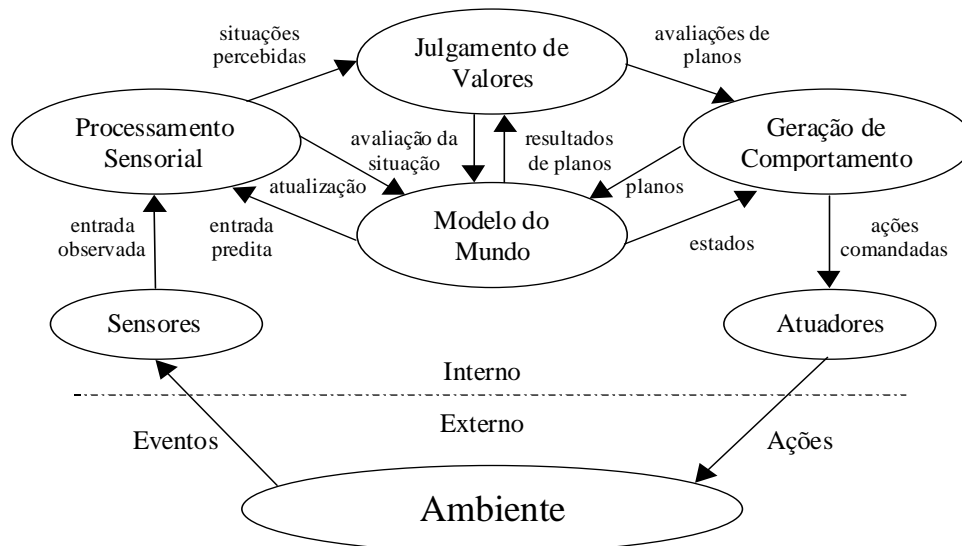 situações
percebidas
Julgamento de
Valores
avaliações de
planos
Processamento
Sensorial
avaliação da
situação
resultados
de planos
Geração de
Comportamento
atualização
planos
entrada
observada
entrada
predita
Modelo do
Mundo
estados
ações
comandadas
Sensores
Atuadores
Interno
Externo
Eventos
Ações
Ambiente